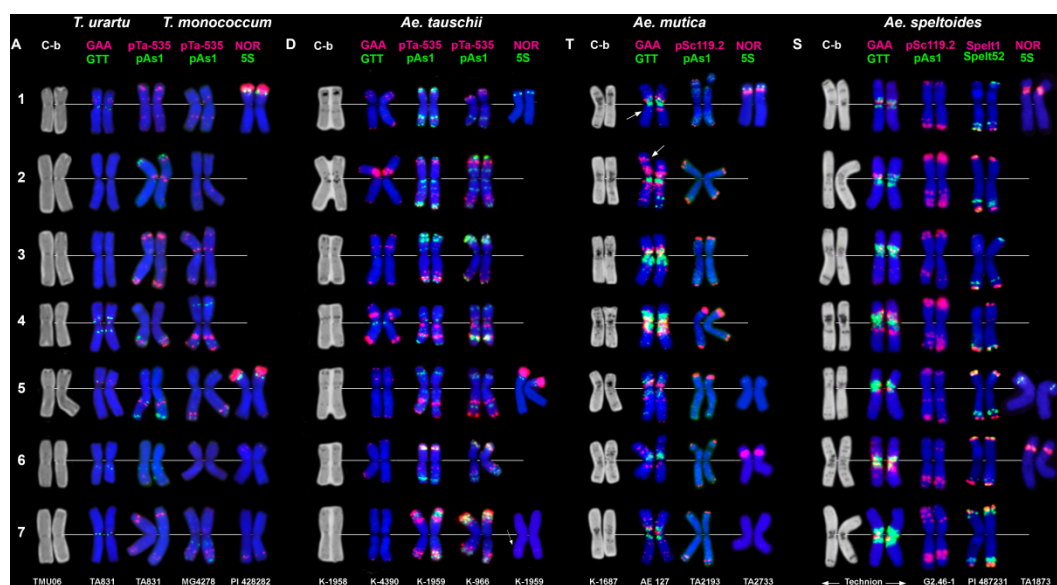 T. urartu T. monococcum Ae. tauschii Ae. mutica Ae. speltoides
A C-b GAA pTa-535 pTa-535 NOR D C-b GAA pTa-535 pTa-535 NOR T C-b GAA pSc119.2 NOR S C-b GAA pSc119.2 Spelt1 NOR
GTT pAs1 pAs1 5S GTT pAs1 pAs1 5S GTT pAs1 5S GTT pAs1 Spelt52 5S
1
2
3
4
5
6
7
TMU06 TA831 TA831 MG4278 PI 428282 K-1958 K-4390 K-1959 K-966 K-1959 K-1687 AE 127 TA2193 TA2733 Technion G2.46-1 PI 487231 TA1873